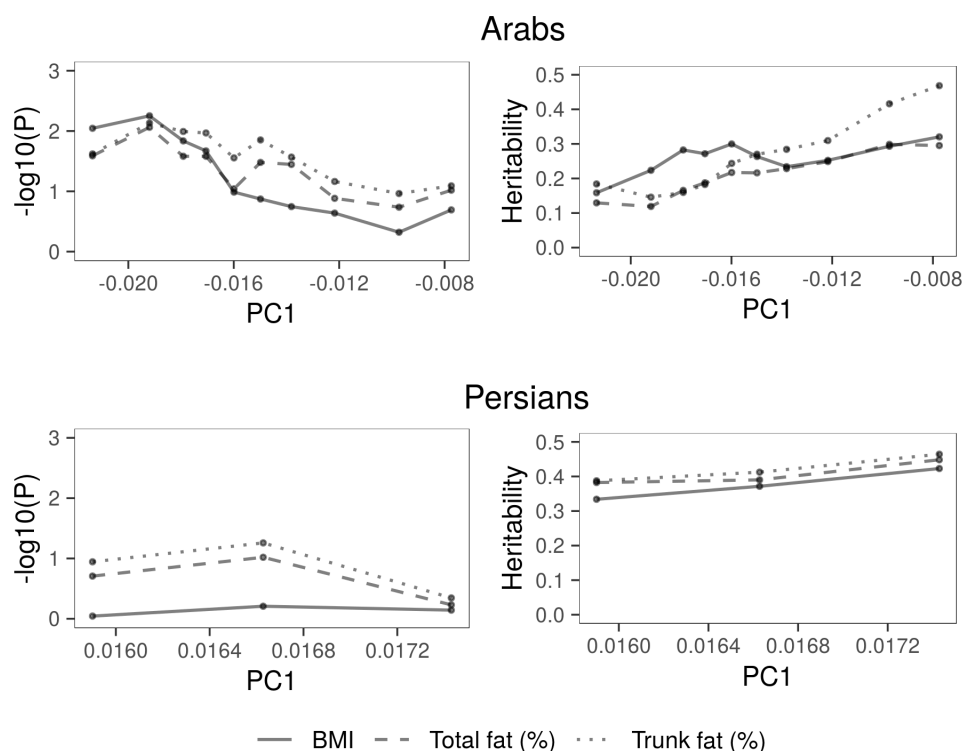 Arabs
3
2
1
0
-log10(P)
-0.020 -0.016 -0.012 -0.008
PC1
0.5
0.4
0.3
0.2
0.1
0.0
Heritability
-0.020 -0.016 -0.012 -0.008
PC1
Persians
3
2
1
0
-log10(P)
0.0160 0.0164 0.0168 0.0172
PC1
0.5
0.4
0.3
0.2
0.1
0.0
Heritability
0.0160 0.0164 0.0168 0.0172
PC1
BMI Total fat (%) Trunk fat (%)